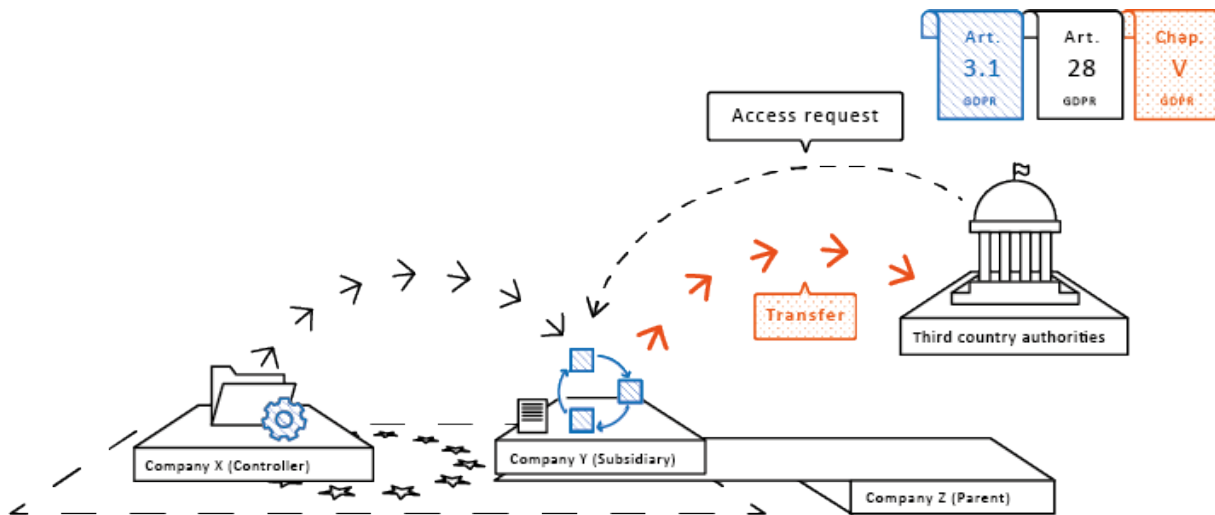 Art.
3.1
GDPR
Art.
28
GDPR
Chap.
V
GDPR
Access request
Transfer
Third country authorities
Company X (Controller)
Company Y (Subsidiary)
Company Z (Parent)